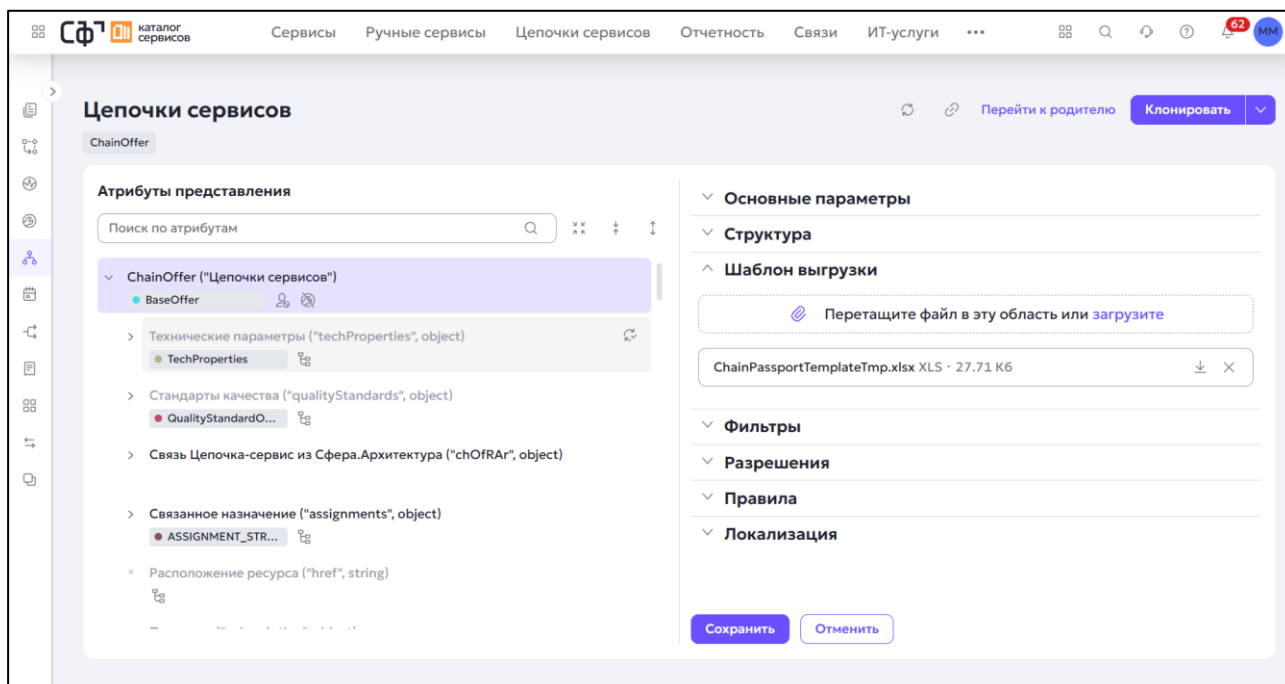 СФ каталог сервисов
Сервисы Ручные сервисы Цепочки сервисов Отчетность Связи ИТ-услуги ••• 62 ММ
Цепочки сервисов Перейти к родителю Клонировать
ChainOffer
Атрибуты представления
Поиск по атрибутам
ChainOffer ("Цепочки сервисов")
BaseOffer
Технические параметры ("techProperties", object)
TechProperties
Стандарты качества ("qualityStandards", object)
QualityStandardO...
Связь Цепочка-сервис из Сфера.Архитектура ("chOfRAr", object)
Связанное назначение ("assignments", object)
ASSIGNMENT_STR...
Расположение ресурса ("href", string)
Основные параметры
Структура
Шаблон выгрузки
Перетащите файл в эту область или загрузите
ChainPassportTemplateTmp.xlsx XLS · 27.71 Кб
Фильтры
Разрешения
Правила
Локализация
Сохранить Отменить